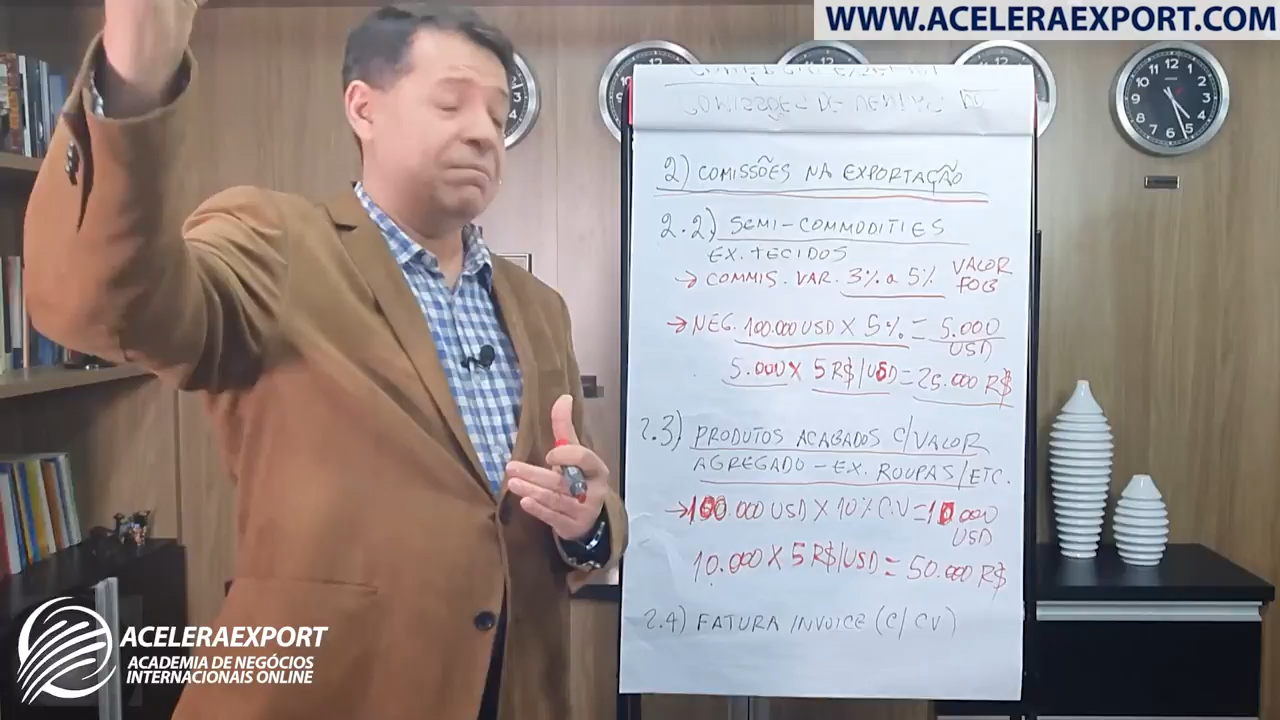 WWW.ACELERAEXPORT.COM
2) COMISSÕES NA EXPORTAÇÃO
2.2) SEMI-COMMODITIES
EX. TECIDOS
→ COMMIS. VAR. 3% a 5% VALOR FOB
→ NEG. 100.000 USD X 5% = 5.000 USD
5.000 X 5 R$/USD = 25.000 R$
2.3) PRODUTOS ACABADOS C/VALOR
AGREGADO - EX. ROUPAS/ETC.
→ 100.000 USD X 10% C.V = 10.000 USD
10.000 X 5 R$/USD = 50.000 R$
2.4) FATURA INVOICE (C/ CV)
ACELERAEXPORT
ACADEMIA DE NEGÓCIOS
INTERNACIONAIS ONLINE